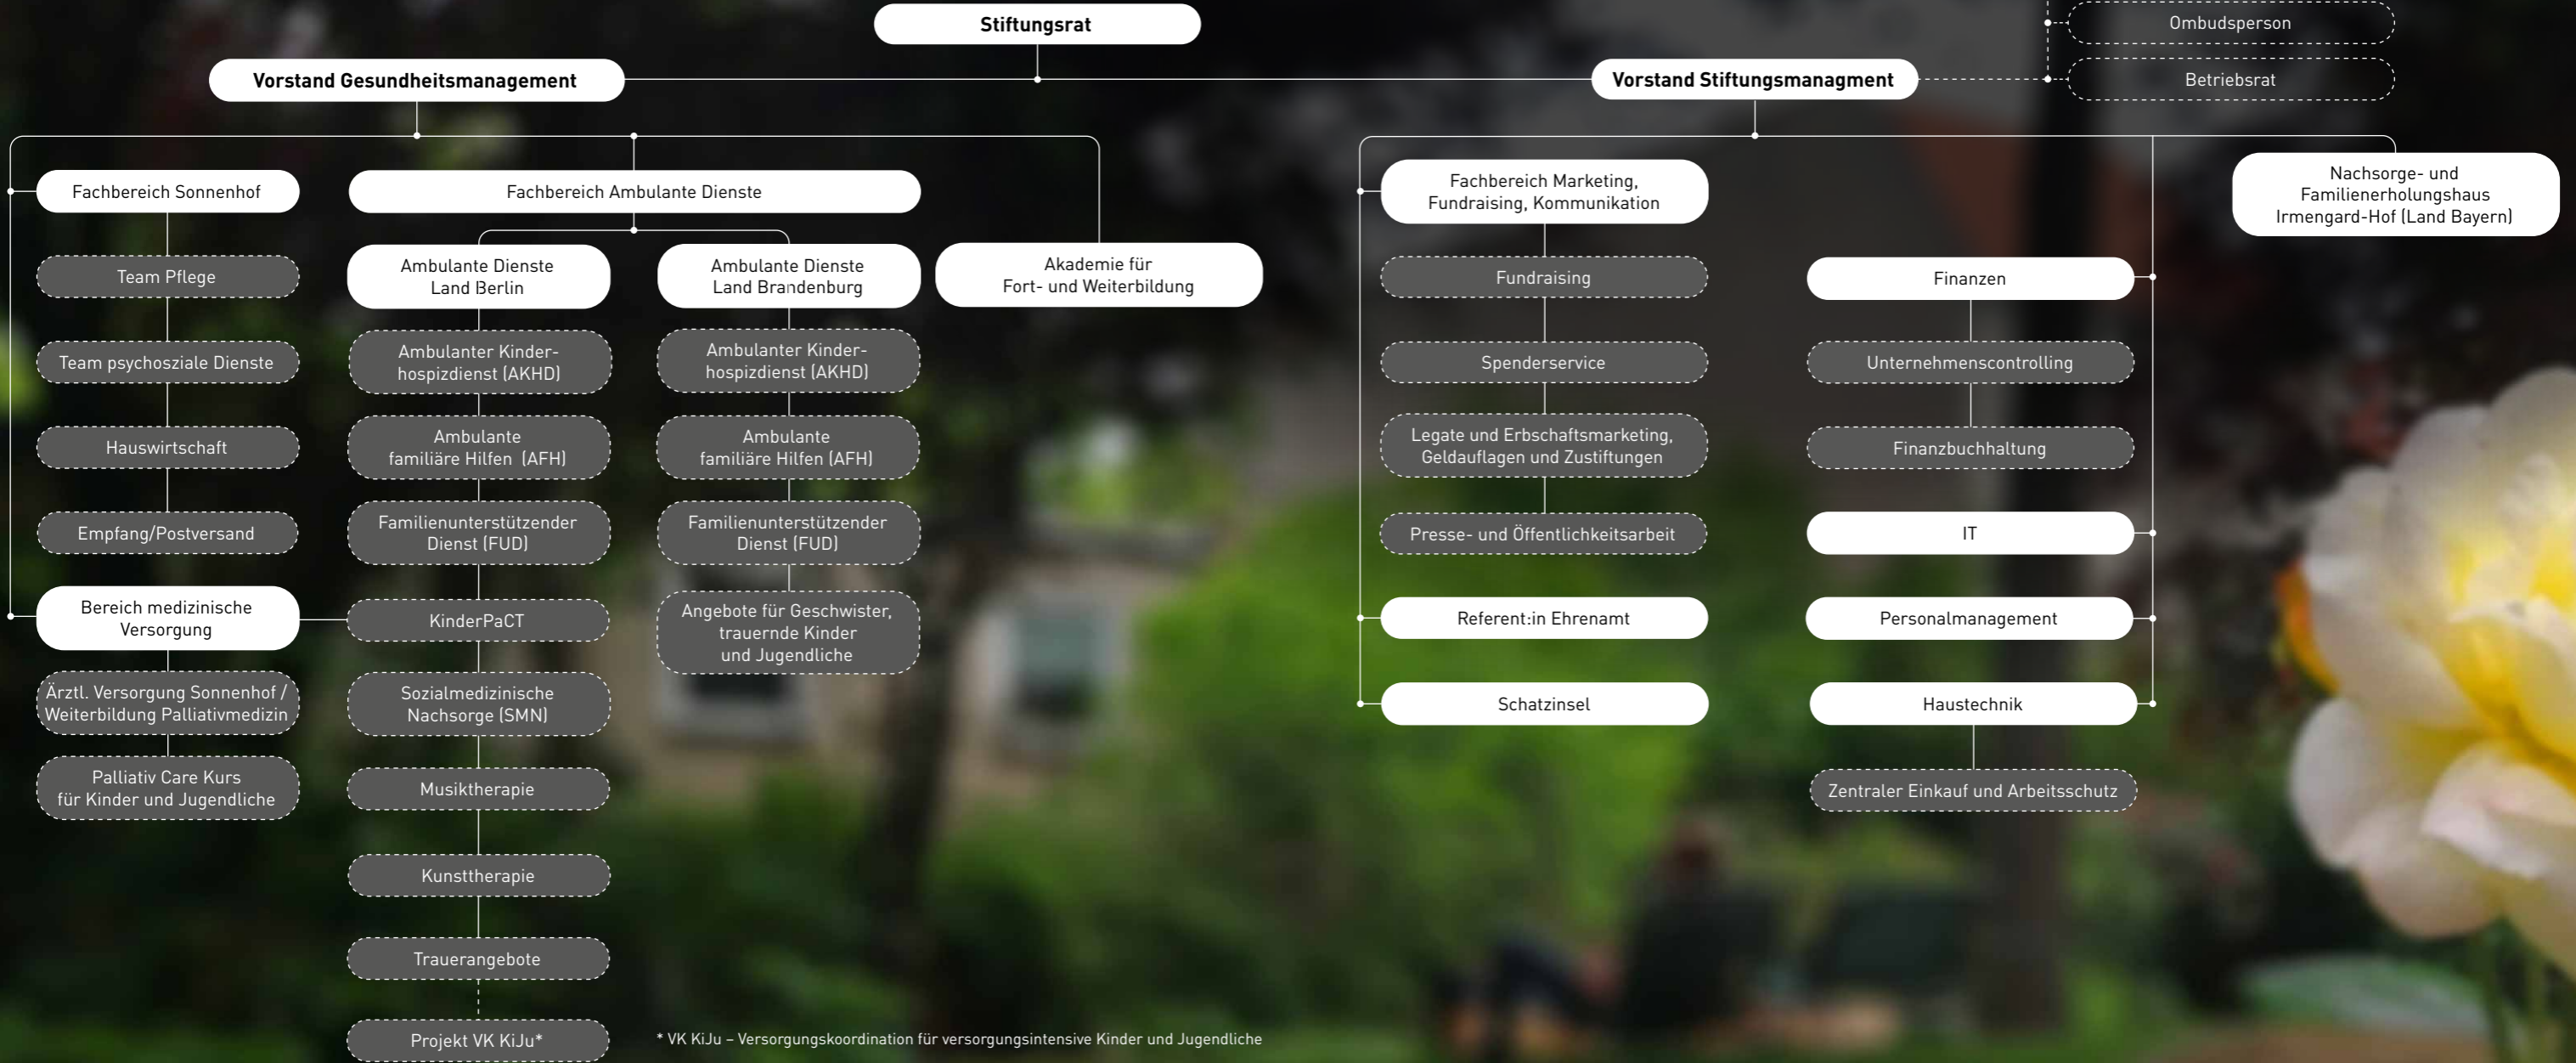 Stiftungsrat
Ombudsperson
Vorstand Gesundheitsmanagement
Vorstand Stiftungsmanagment
Betriebsrat
Fachbereich Sonnenhof
Team Pflege
Team psychosziale Dienste
Hauswirtschaft
Empfang/Postversand
Bereich medizinische
Versorgung
Ärztl. Versorgung Sonnenhof /
Weiterbildung Palliativmedizin
Palliativ Care Kurs
für Kinder und Jugendliche
Fachbereich Ambulante Dienste
Ambulante Dienste
Land Berlin
Ambulanter Kinder-
hospizdienst (AKHD)
Ambulante
familiäre Hilfen (AFH)
Familienunterstützender
Dienst (FUD)
KinderPaCT
Sozialmedizinische
Nachsorge (SMN)
Musiktherapie
Kunsttherapie
Trauerangebote
Projekt VK KiJu*
Ambulante Dienste
Land Brandenburg
Ambulanter Kinder-
hospizdienst (AKHD)
Ambulante
familiäre Hilfen (AFH)
Familienunterstützender
Dienst (FUD)
Angebote für Geschwister,
trauernde Kinder
und Jugendliche
Akademie für
Fort- und Weiterbildung
Fachbereich Marketing,
Fundraising, Kommunikation
Fundraising
Spenderservice
Legate und Erbschaftsmarketing,
Geldauflagen und Zustiftungen
Presse- und Öffentlichkeitsarbeit
Referent:in Ehrenamt
Schatzinsel
Finanzen
Unternehmenscontrolling
Finanzbuchhaltung
IT
Personalmanagement
Haustechnik
Zentraler Einkauf und Arbeitsschutz
Nachsorge- und
Familienerholungshaus
Irmengard-Hof (Land Bayern)
* VK KiJu – Versorgungskoordination für versorgungsintensive Kinder und Jugendliche